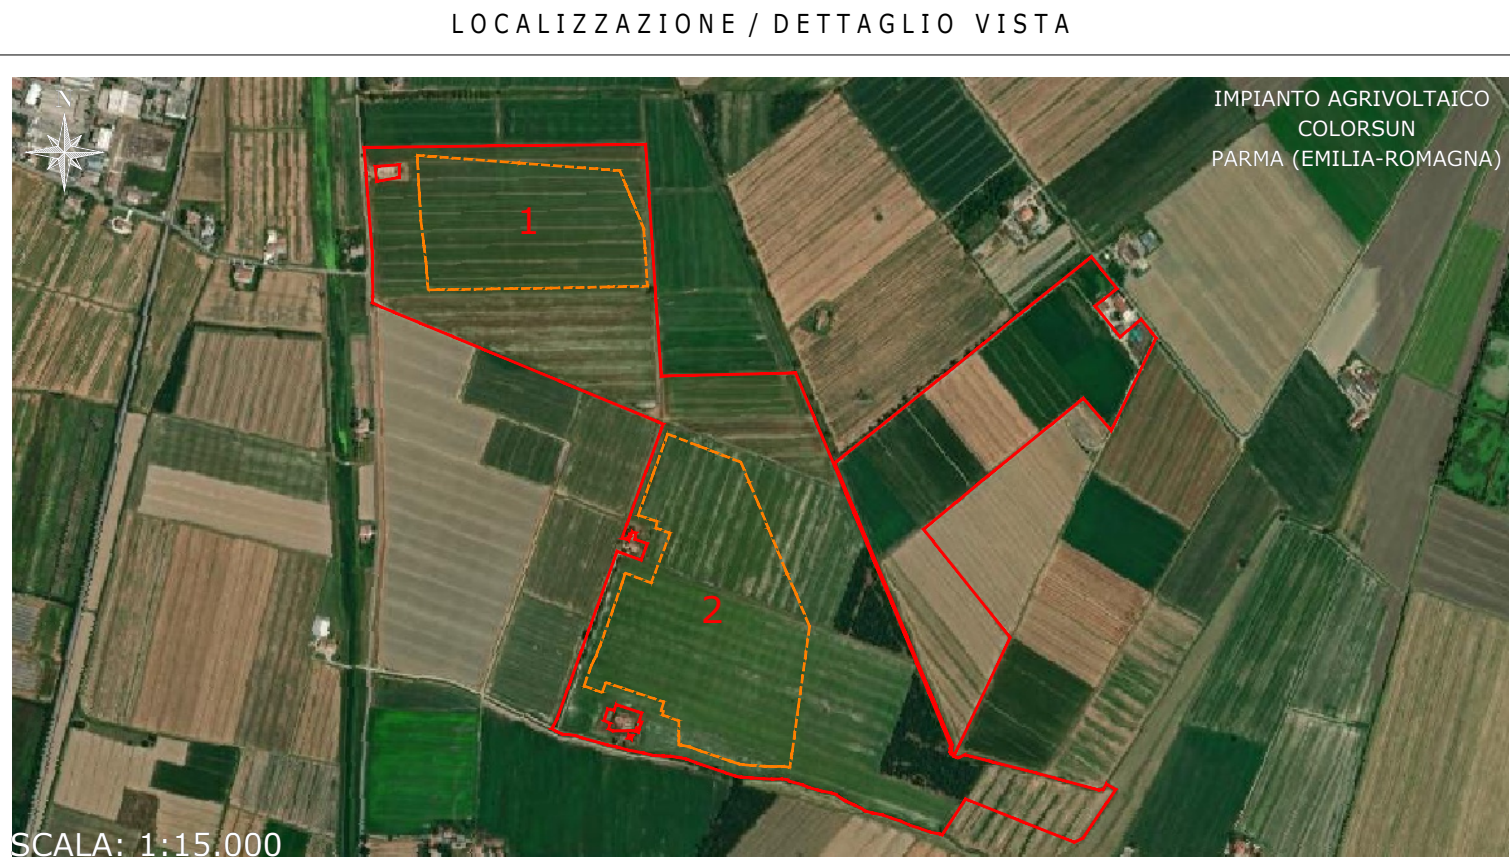 LOCALIZZAZIONE / DETTAGLIO VISTA
IMPIANTO AGRIVOLTAICO
COLORSUN
PARMA (EMILIA-ROMAGNA)
1
2
SCALA: 1:15.000